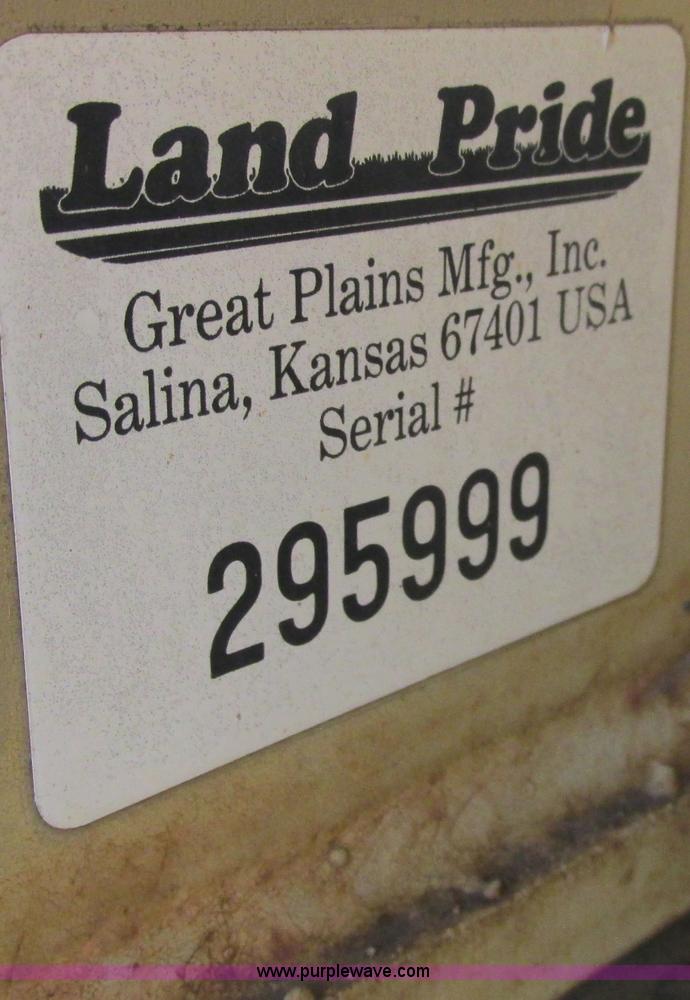 Land Pride
Great Plains Mfg., Inc.
Salina, Kansas 67401 USA
Serial #
295999
www.purplewave.com